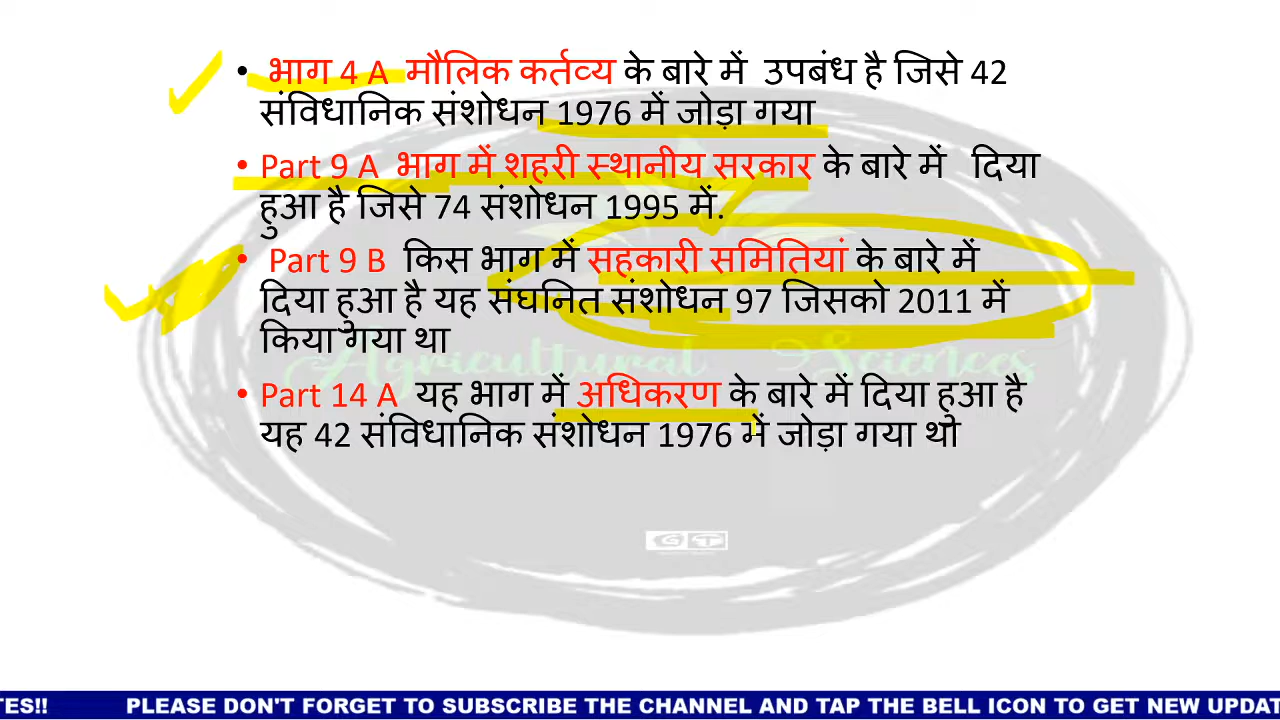 • भाग 4 A मौलिक कर्तव्य के बारे में उपबंध है जिसे 42
संविधानिक संशोधन 1976 में जोड़ा गया
• Part 9 A भाग में शहरी स्थानीय सरकार के बारे में दिया
हुआ है जिसे 74 संशोधन 1995 में.
• Part 9 B किस भाग में सहकारी समितियां के बारे में
दिया हुआ है यह संघनित संशोधन 97 जिसको 2011 में
किया गया था
• Part 14 A यह भाग में अधिकरण के बारे में दिया हुआ है
यह 42 संविधानिक संशोधन 1976 में जोड़ा गया था
Agricultural Sciences
G T
TES!! PLEASE DON'T FORGET TO SUBSCRIBE THE CHANNEL AND TAP THE BELL ICON TO GET NEW UPDAT